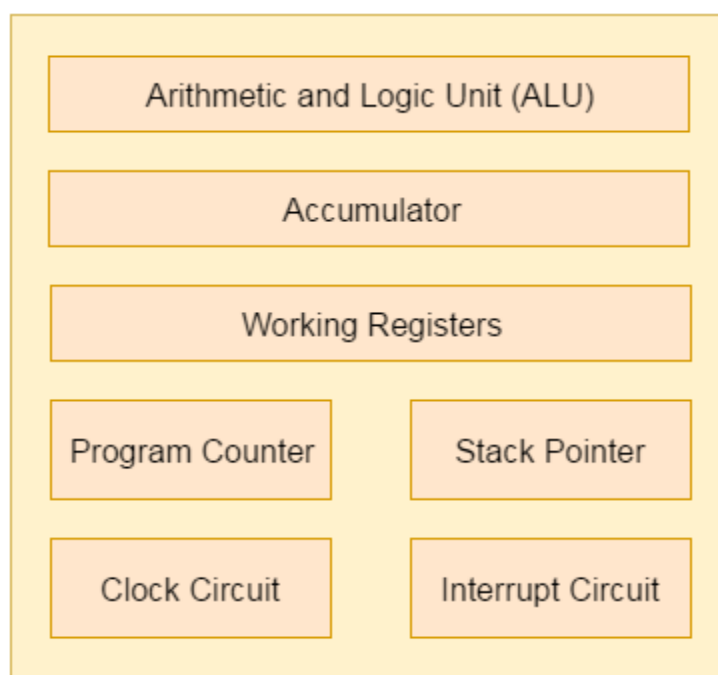 Arithmetic and Logic Unit (ALU)
Accumulator
Working Registers
Program Counter
Stack Pointer
Clock Circuit
Interrupt Circuit